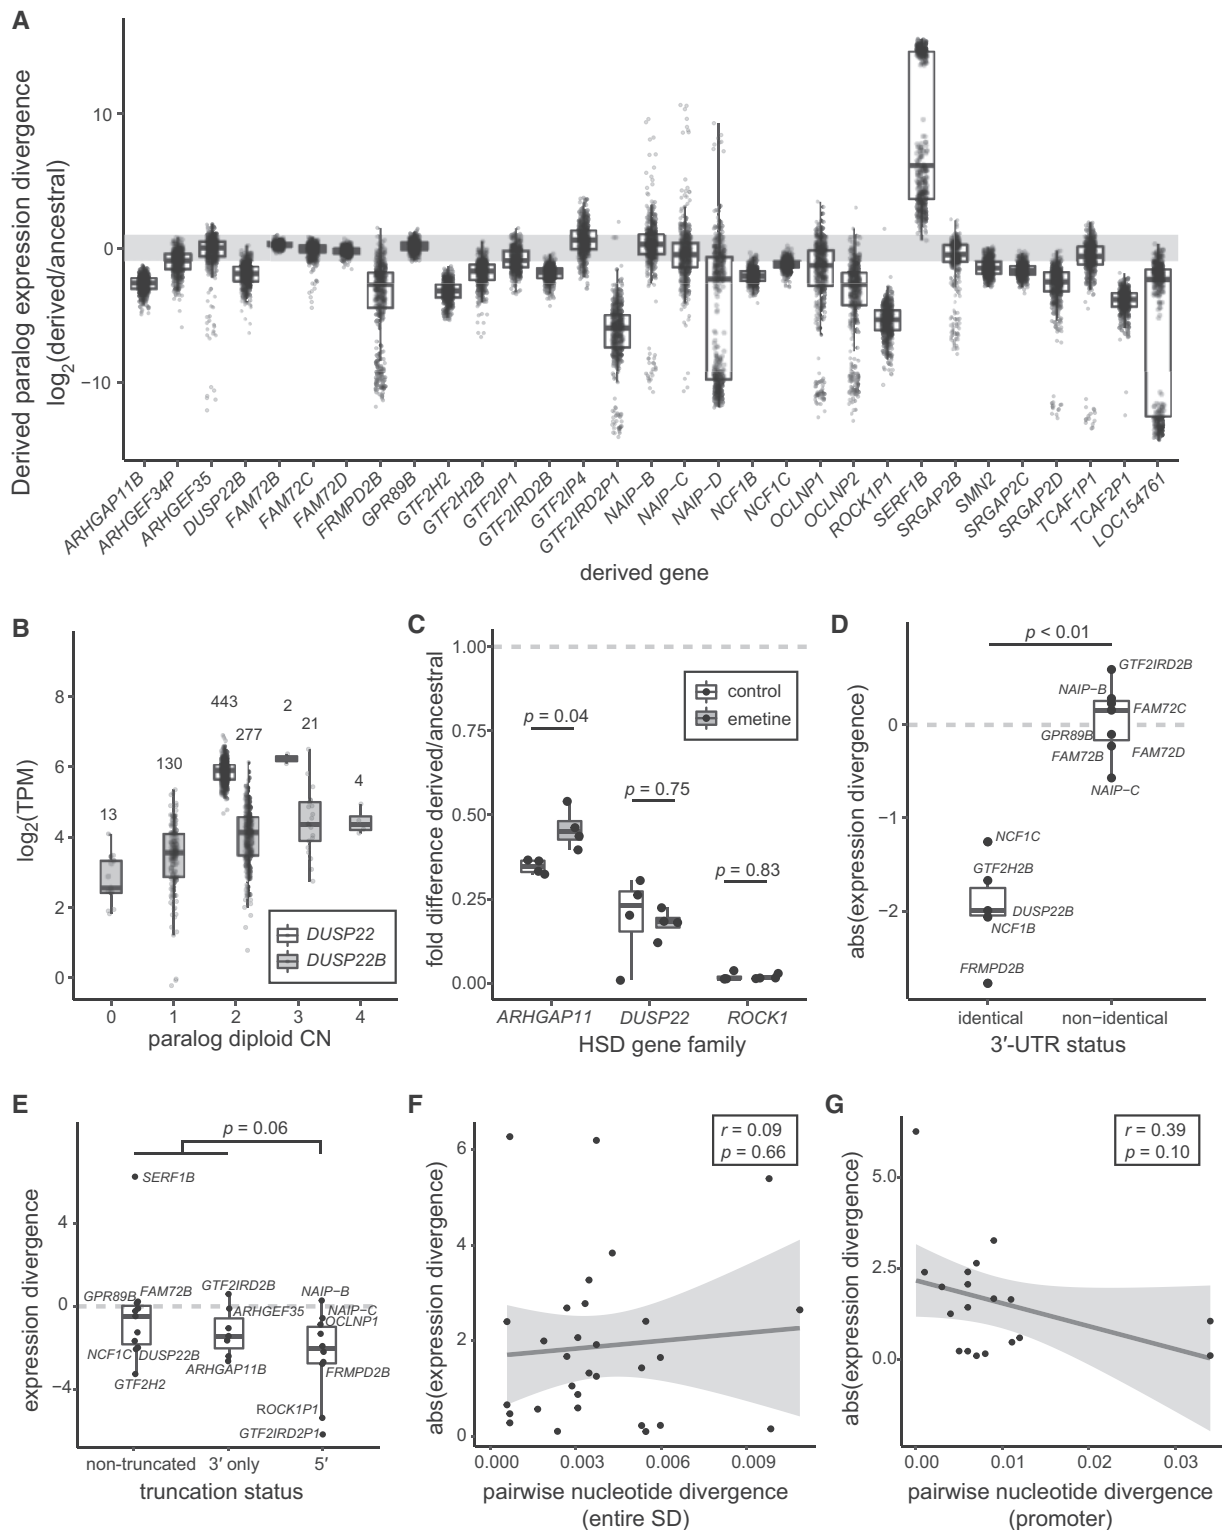 A
Derived paralog expression divergence
log2(derived/ancestral)
10
0
−10
ARHGAP11B
ARHGEF34P
ARHGEF35
DUSP22B
FAM72B
FAM72C
FAM72D
FRMPD2B
GPR89B
GTF2H2
GTF2H2B
GTF2IP1
GTF2IRD2B
GTF2IP4
GTF2IRD2P1
NAIP−B
NAIP−C
NAIP−D
NCF1B
NCF1C
OCLNP1
OCLNP2
ROCK1P1
SERF1B
SRGAP2B
SMN2
SRGAP2C
SRGAP2D
TCAF1P1
TCAF2P1
LOC154761
derived gene
B
log2(TPM)
8
6
4
2
0
13
130
443
277
2
21
4
DUSP22
DUSP22B
0 1 2 3 4
paralog diploid CN
C
fold difference derived/ancestral
1.00
0.75
0.50
0.25
0.00
control
emetine
p = 0.04
p = 0.75
p = 0.83
ARHGAP11 DUSP22 ROCK1
HSD gene family
D
abs(expression divergence)
p < 0.01
0
−1
−2
GTF2IRD2B
NAIP−B
FAM72C
GPR89B
FAM72B
FAM72D
NAIP−C
NCF1C
GTF2H2B
DUSP22B
NCF1B
FRMPD2B
identical non−identical
3′-UTR status
E
expression divergence
p = 0.06
4
0
−4
SERF1B
GPR89B
FAM72B
NCF1C
DUSP22B
GTF2H2
GTF2IRD2B
ARHGEF35
ARHGAP11B
NAIP−B
NAIP−C
OCLNP1
FRMPD2B
ROCK1P1
GTF2IRD2P1
non-truncated 3′ only 5′
truncation status
F
abs(expression divergence)
r = 0.09
p = 0.66
6
4
2
0
0.000 0.003 0.006 0.009
pairwise nucleotide divergence
(entire SD)
G
abs(expression divergence)
r = 0.39
p = 0.10
5.0
2.5
0.0
0.00 0.01 0.02 0.03
pairwise nucleotide divergence
(promoter)